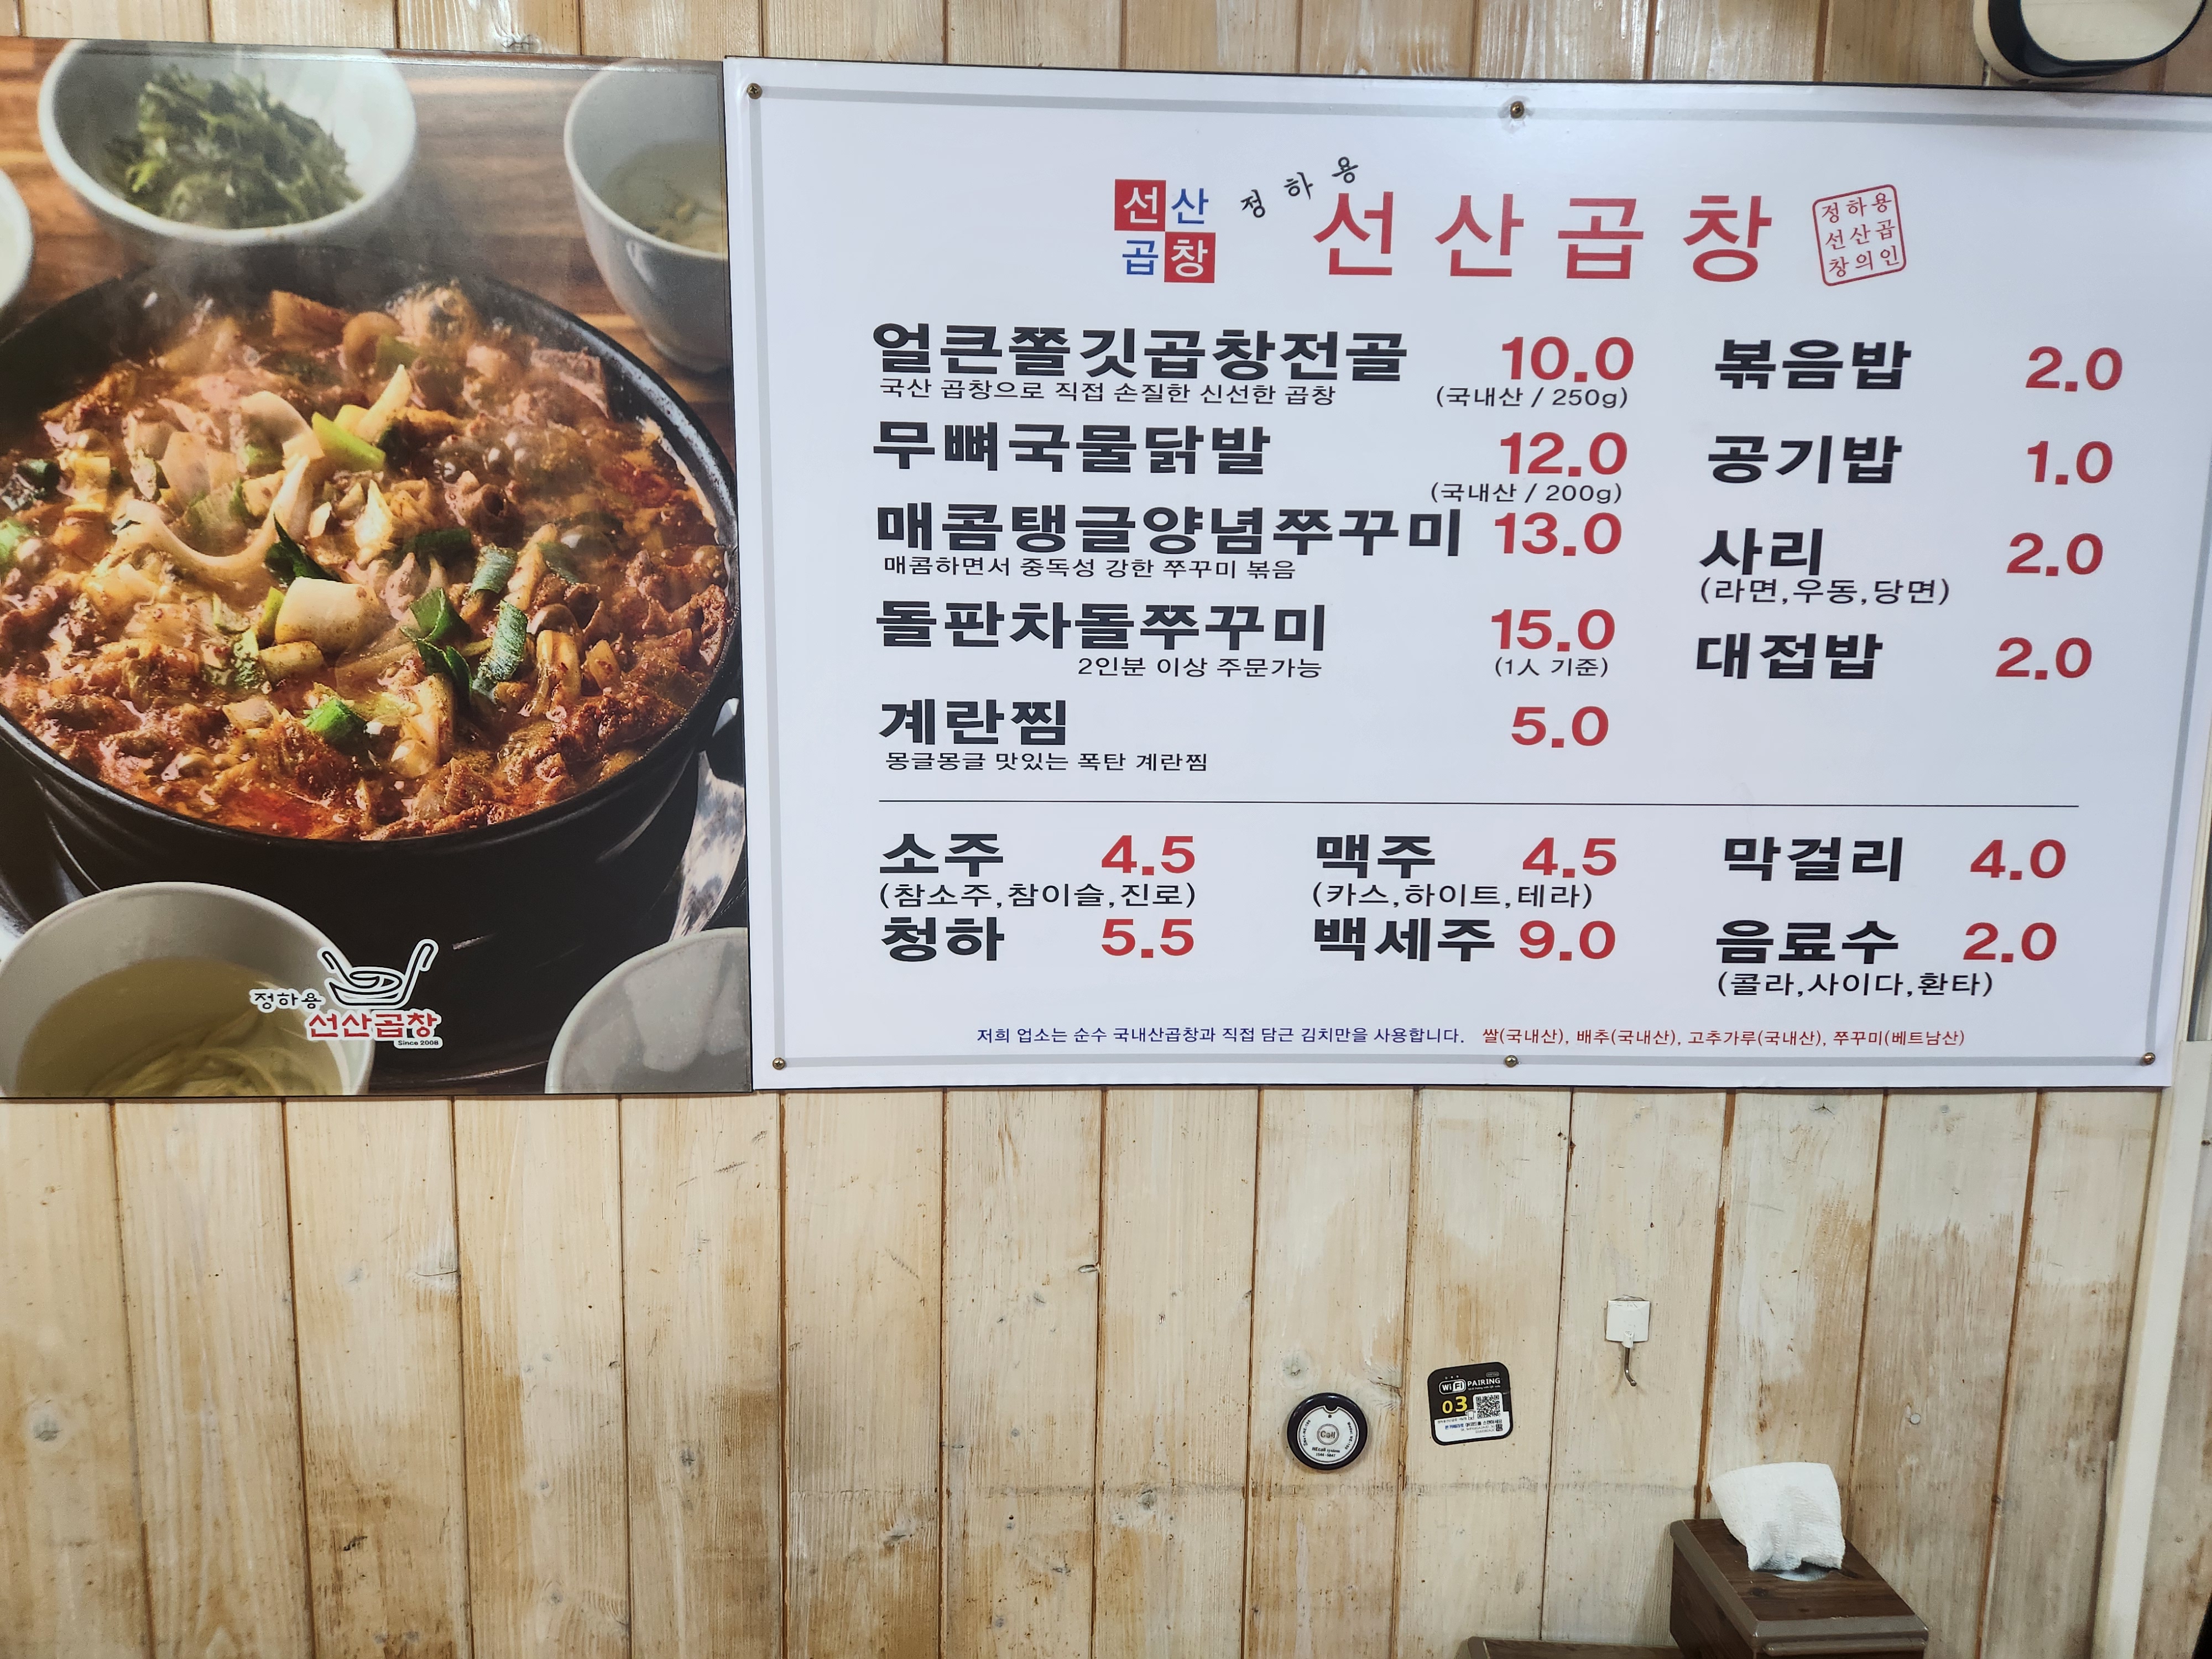 선산
곱창
정하용
선산곱창
정하용
선산곱
창의인
얼큰쫄깃곱창전골 10.0
국산 곱창으로 직접 손질한 신선한 곱창 (국내산 / 250g)
무뼈국물닭발 12.0
(국내산 / 200g)
매콤탱글양념쭈꾸미 13.0
매콤하면서 중독성 강한 쭈꾸미 볶음
돌판차돌쭈꾸미 15.0
2인분 이상 주문가능 (1人 기준)
계란찜 5.0
몽글몽글 맛있는 폭탄 계란찜
볶음밥 2.0
공기밥 1.0
사리 2.0
(라면,우동,당면)
대접밥 2.0
소주 4.5
(참소주,참이슬,진로)
청하 5.5
맥주 4.5
(카스,하이트,테라)
백세주 9.0
막걸리 4.0
음료수 2.0
(콜라,사이다,환타)
저희 업소는 순수 국내산곱창과 직접 담근 김치만을 사용합니다. 쌀(국내산), 배추(국내산), 고추가루(국내산), 쭈꾸미(베트남산)
정하용
선산곱창
Since 2008
Call
WiFi PAIRING
03